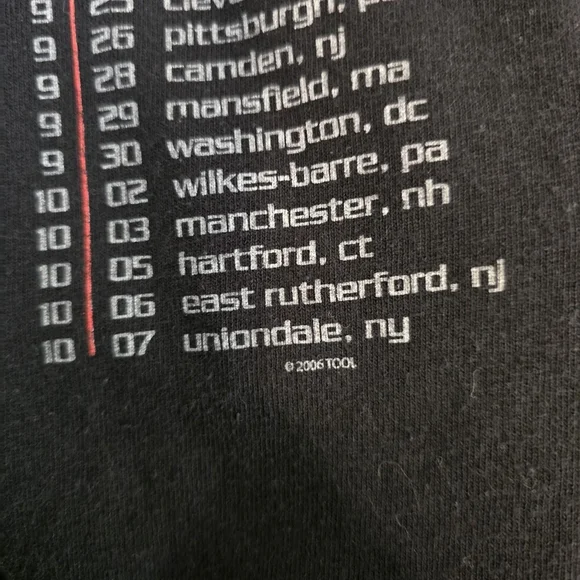 9 25
9 26 pittsburgh,
9 28 camden, nj
9 29 mansfield, ma
9 30 washington, dc
10 02 wilkes-barre, pa
10 03 manchester, nh
10 05 hartford, ct
10 06 east rutherford, nj
10 07 uniondale, ny
© 2006 TOOL